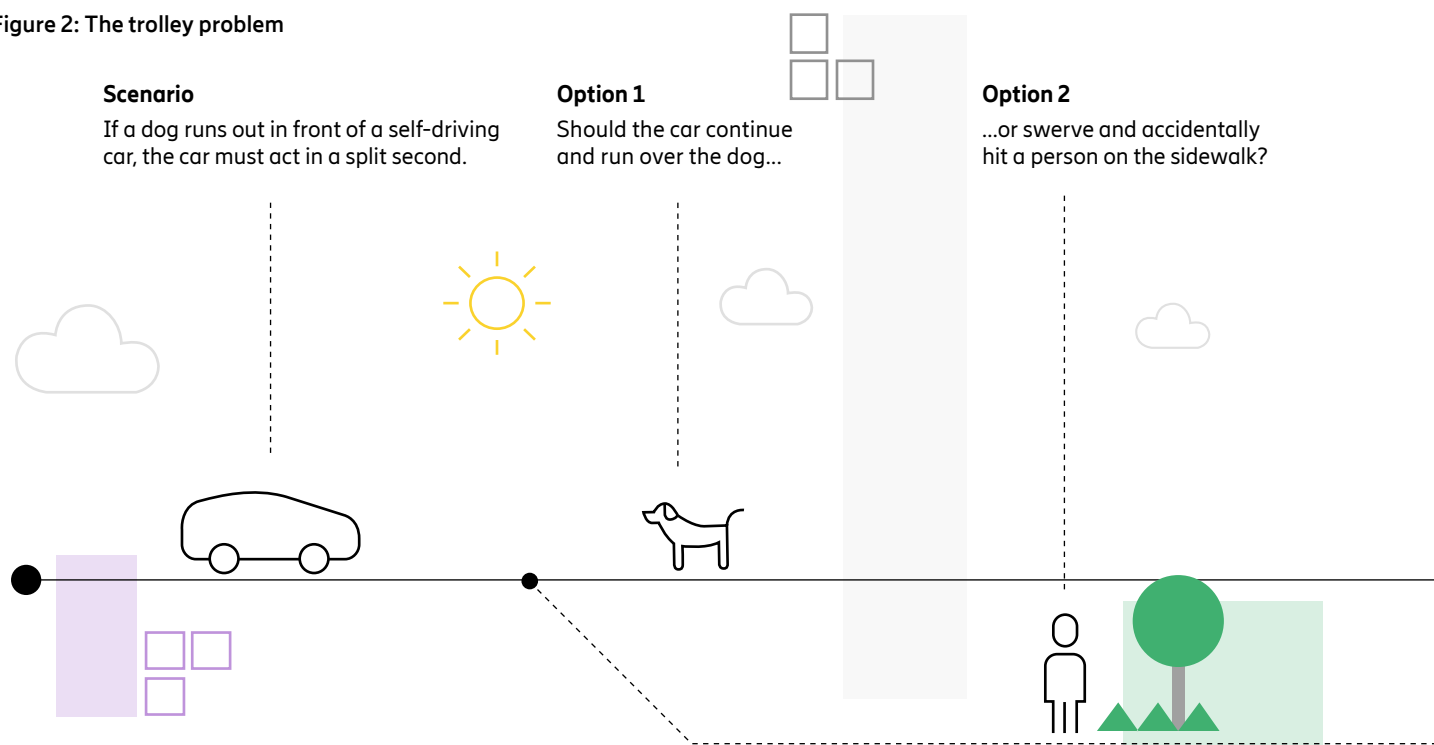 Figure 2: The trolley problem
Scenario
If a dog runs out in front of a self-driving
car, the car must act in a split second.
Option 1
Should the car continue
and run over the dog...
Option 2
...or swerve and accidentally
hit a person on the sidewalk?